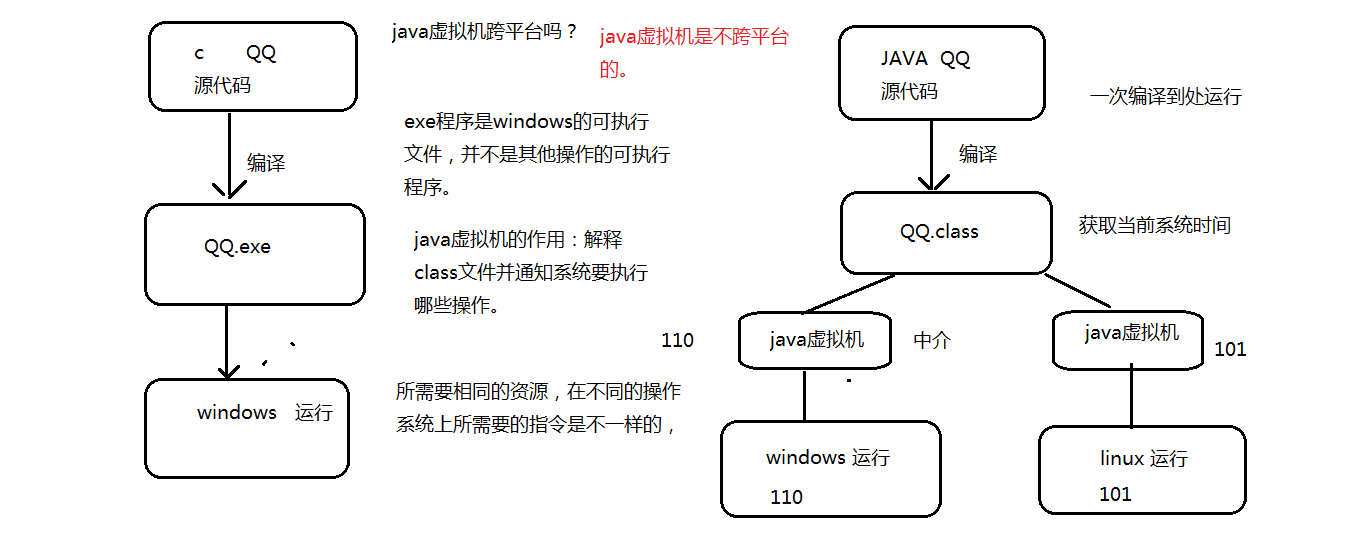 c QQ
源代码
编译
QQ.exe
windows 运行
java虚拟机跨平台吗？
java虚拟机是不跨平台
的。
exe程序是windows的可执行
文件，并不是其他操作的可执行
程序。
java虚拟机的作用：解释
class文件并通知系统要执行
哪些操作。
所需要相同的资源，在不同的操作
系统上所需要的指令是不一样的，
JAVA QQ
源代码
一次编译到处运行
编译
QQ.class
获取当前系统时间
110
java虚拟机
中介
java虚拟机
101
windows 运行
110
linux 运行
101